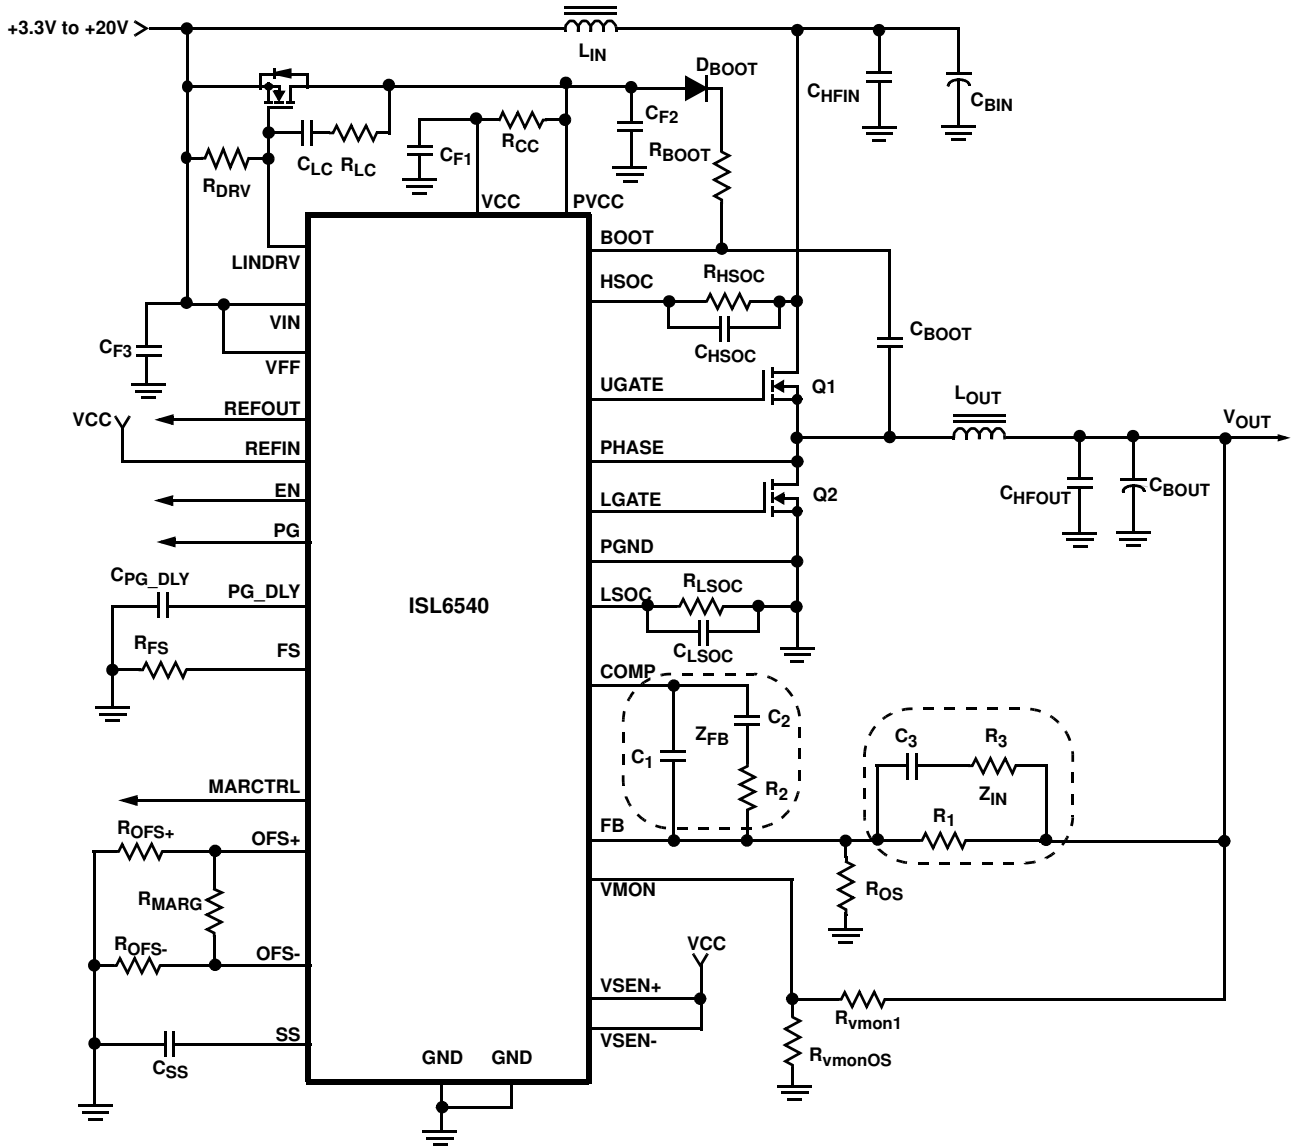 +3.3V to +20V
LIN
DBOOT
CHFIN
CBIN
CF2
RCC
CF1
CLC
RLC
RBOOT
RDRV
VCC
PVCC
BOOT
LINDRV
HSOC
RHSOC
VIN
CHSOC
CBOOT
CF3
VFF
UGATE
Q1
LOUT
REFOUT
VCC
VOUT
REFIN
PHASE
EN
LGATE
Q2
CHFOUT
CBOUT
PG
PGND
CPG_DLY
PG_DLY
ISL6540
LSOC
RLSOC
RFS
FS
CLSOC
COMP
C2
ZFB
C1
R2
C3
R3
ZIN
R1
MARCTRL
FB
ROFS+
OFS+
RMARG
VMON
ROS
ROFS-
OFS-
VCC
VSEN+
VSEN-
Rvmon1
RvmonOS
SS
CSS
GND
GND